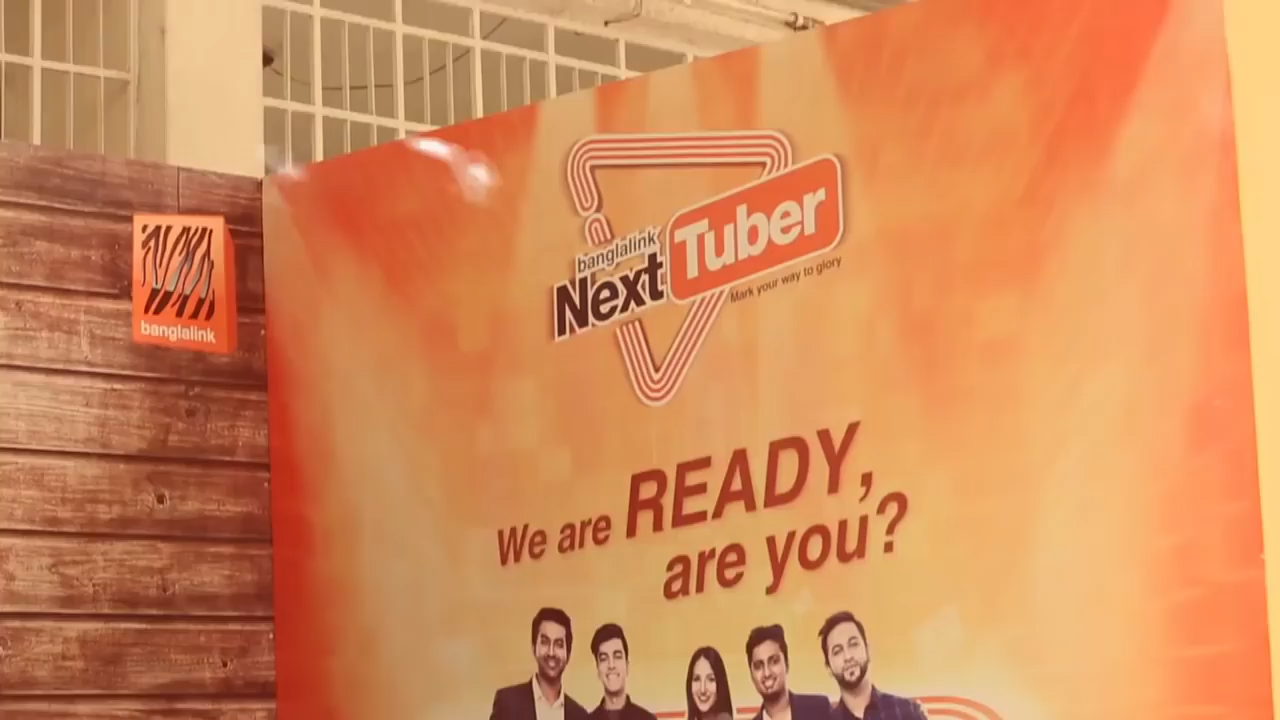 banglalink
banglalink
Next Tuber
Mark your way to glory
We are READY,
are you?